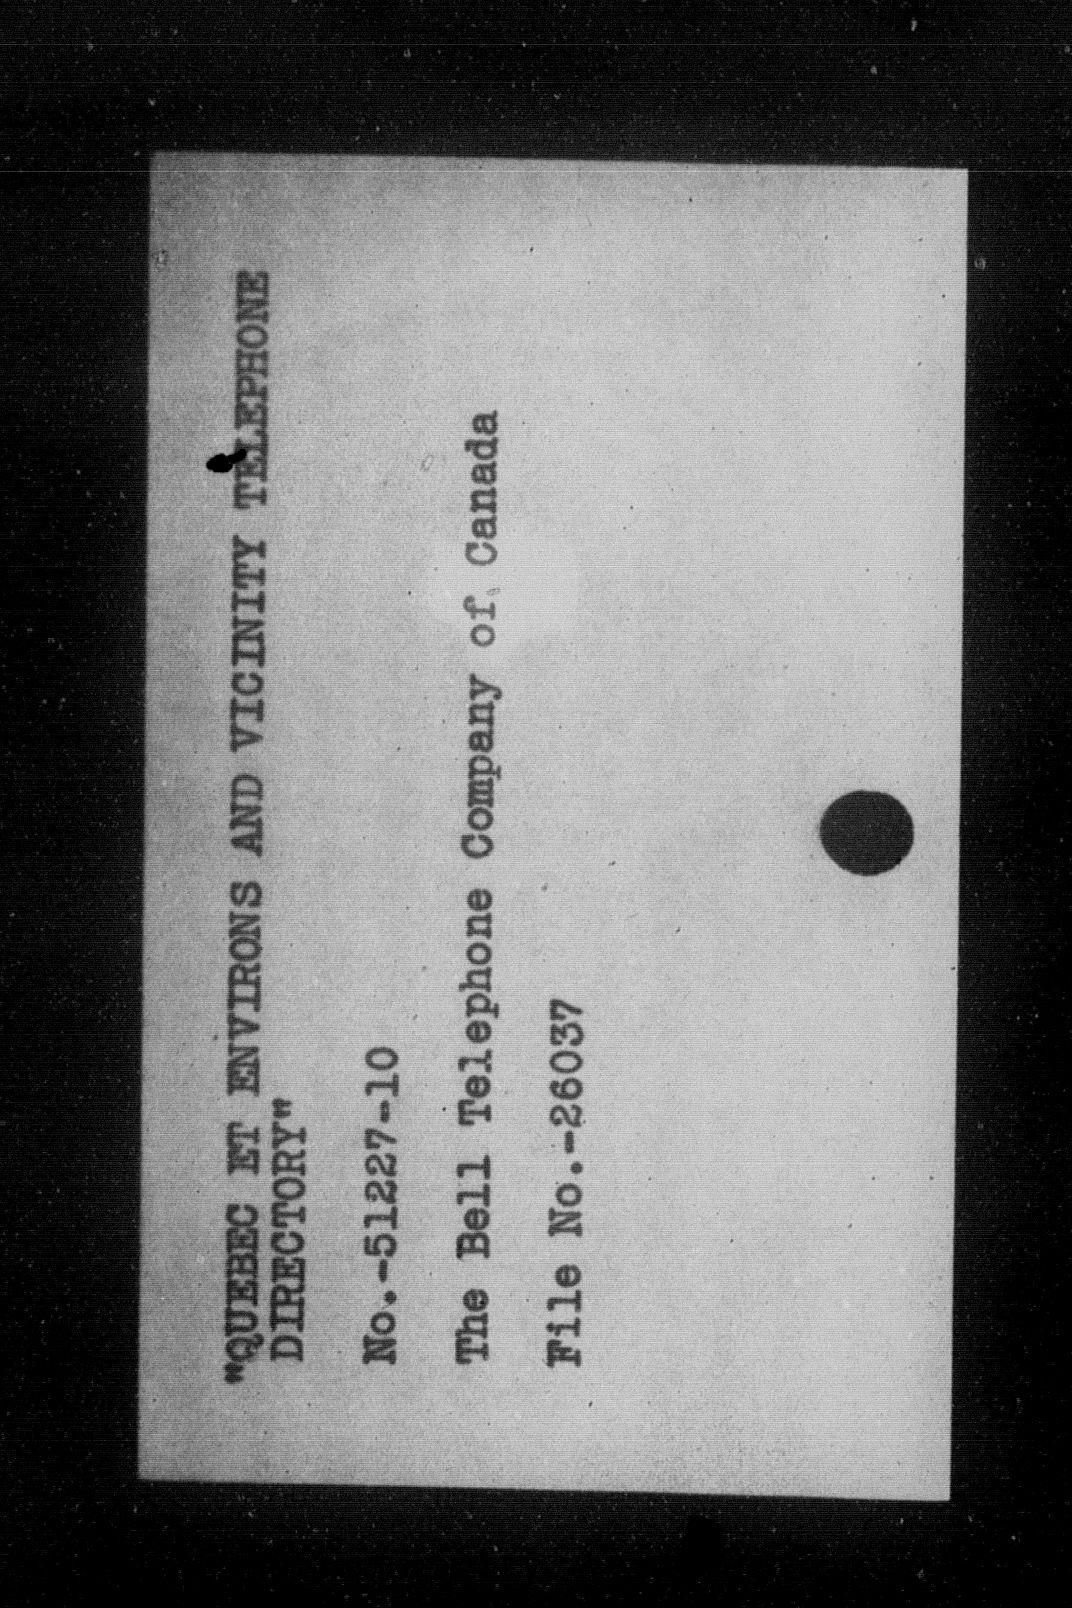 "QUEBEC ET ENVIRONS AND VICINITY TELEPHONE
DIRECTORY"
No.-51227-10
The Bell Telephone Company of Canada
File No.-26037